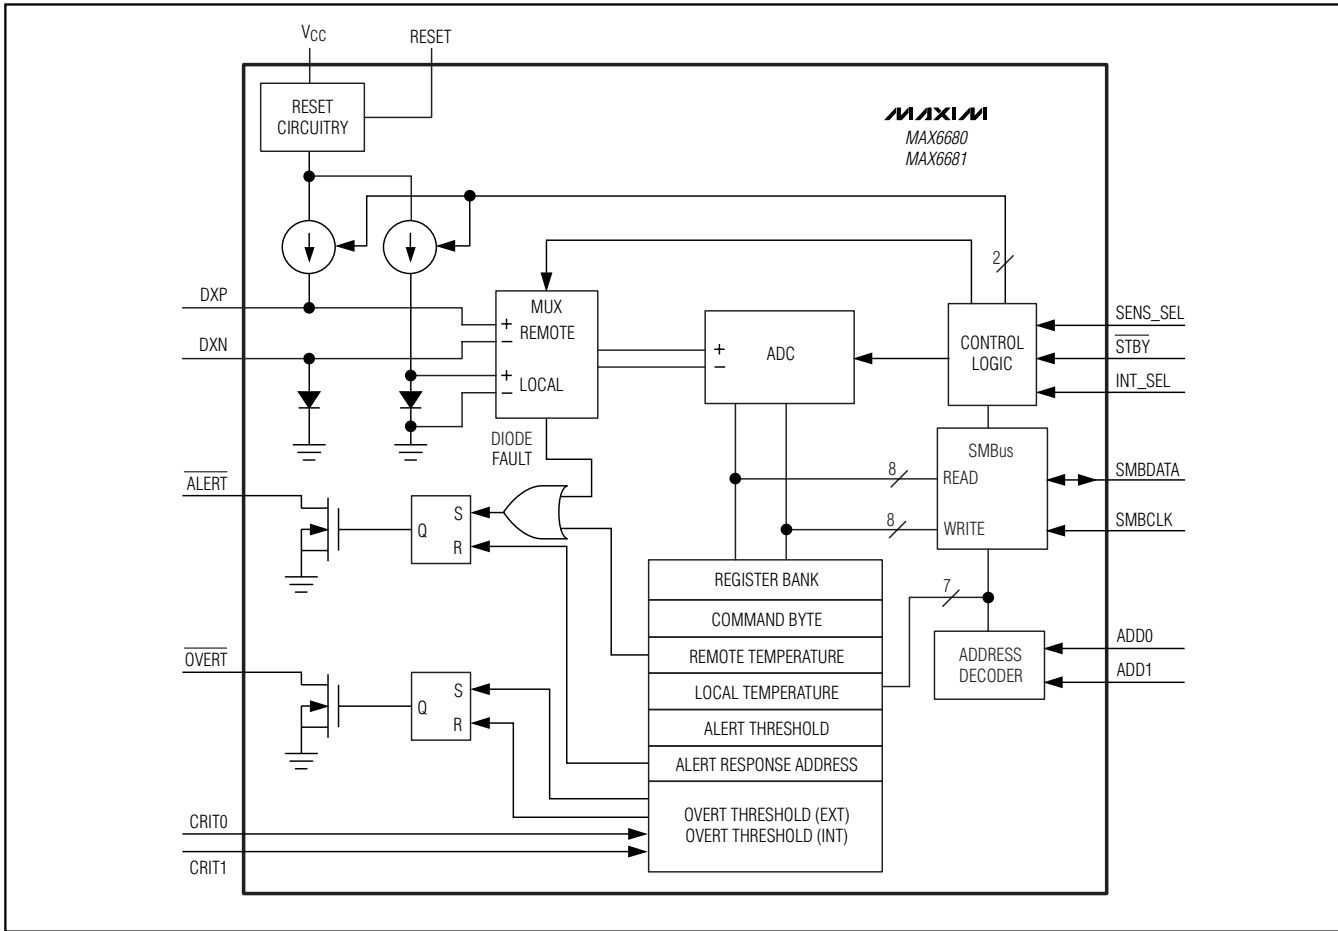 VCC
RESET
RESET
CIRCUITRY
MAXIM
MAX6680
MAX6681
2
DXP
DXN
MUX
+ REMOTE
−
+ LOCAL
−
DIODE
FAULT
+
−
ADC
CONTROL
LOGIC
SENS_SEL
STBY
INT_SEL
SMBus
READ
WRITE
8
8
SMBDATA
SMBCLK
ALERT
Q
S
R
REGISTER BANK
COMMAND BYTE
REMOTE TEMPERATURE
LOCAL TEMPERATURE
ALERT THRESHOLD
ALERT RESPONSE ADDRESS
OVERT THRESHOLD (EXT)
OVERT THRESHOLD (INT)
7
ADDRESS
DECODER
ADD0
ADD1
OVERT
Q
S
R
CRIT0
CRIT1